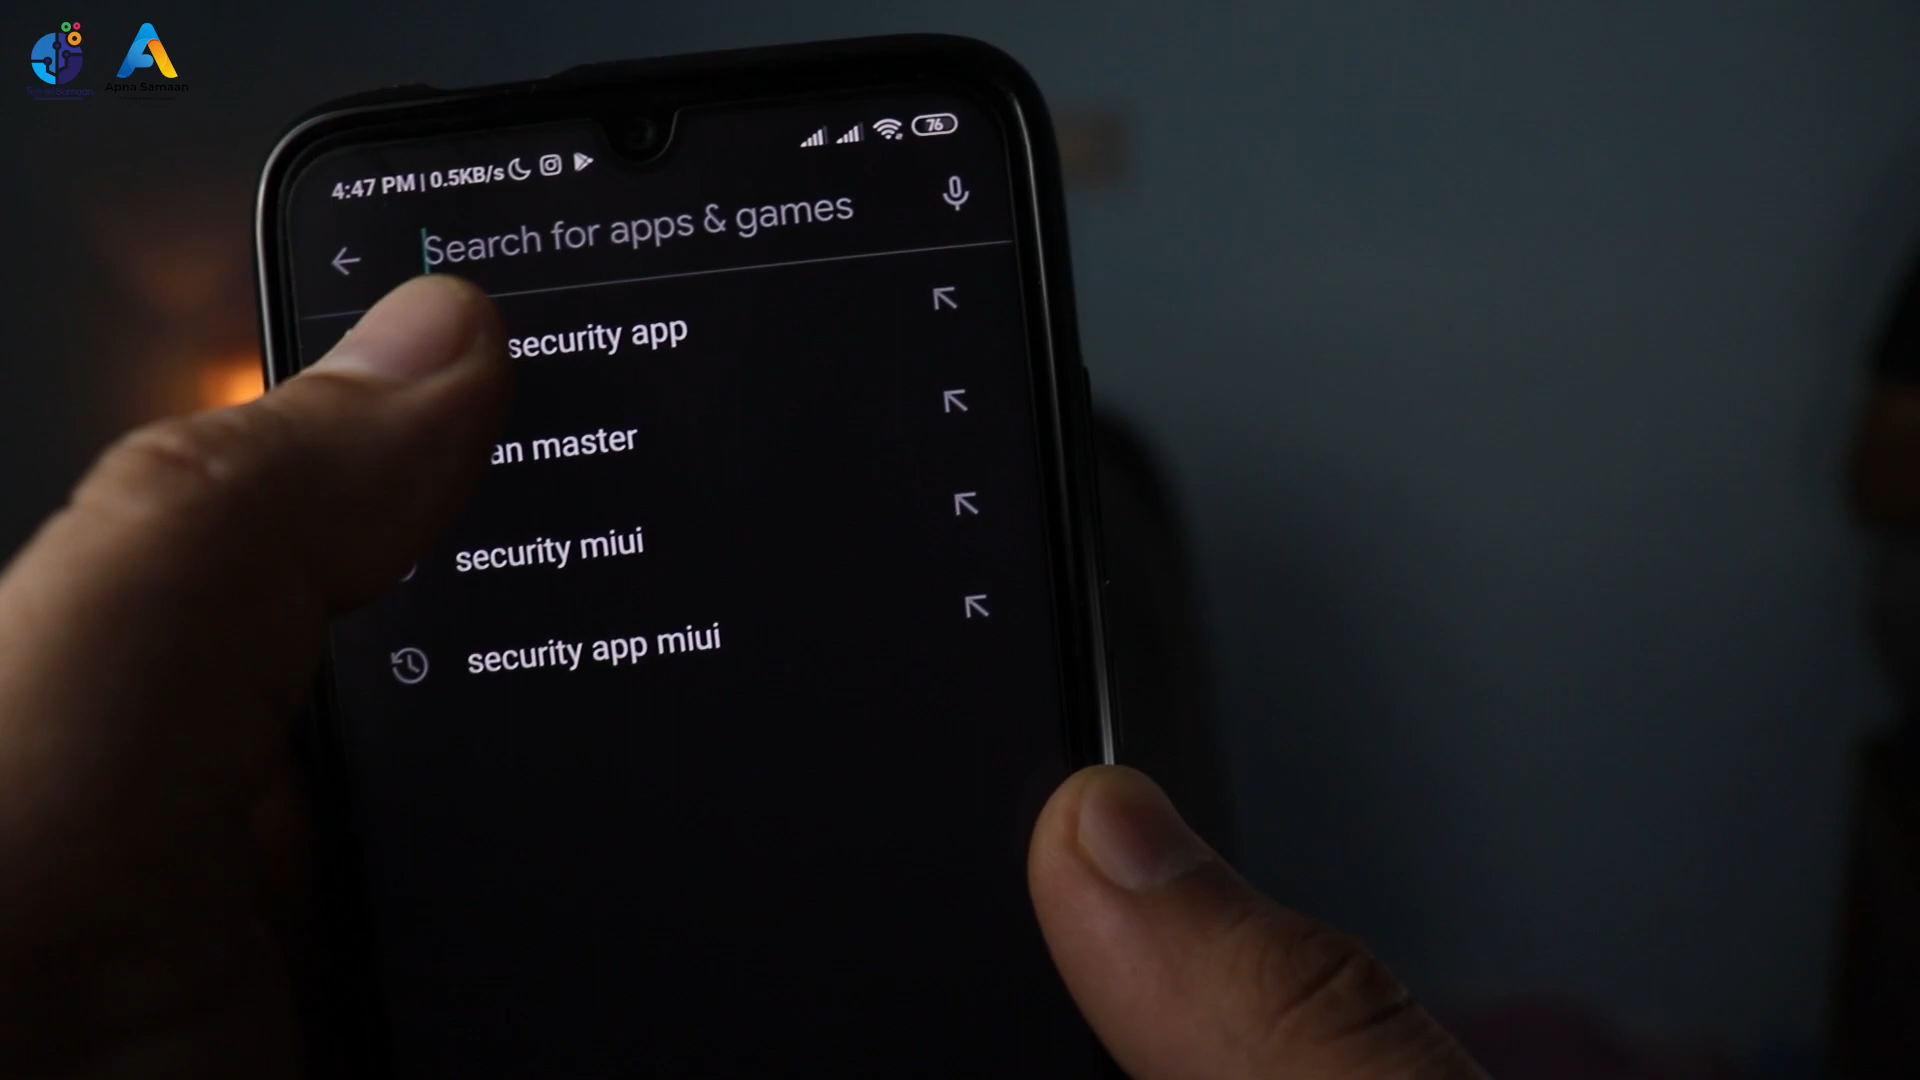 Apna Samaan
4:47 PM | 0.5KB/s
76
Search for apps & games
security app
an master
security miui
security app miui